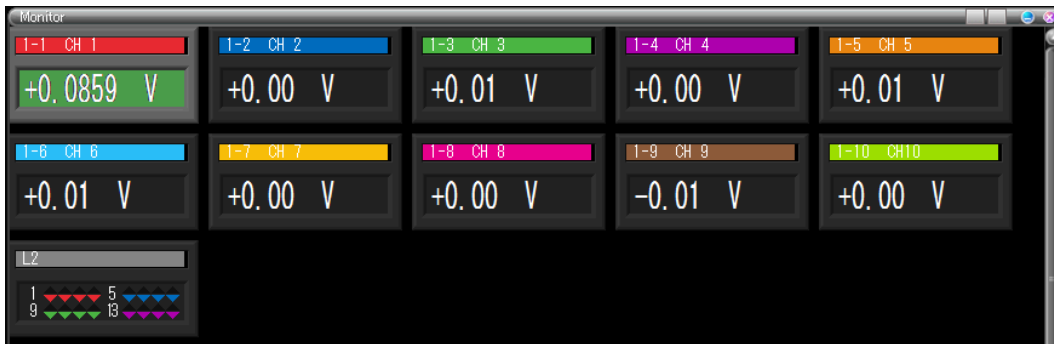 Monitor
1-1 CH 1
1-2 CH 2
1-3 CH 3
1-4 CH 4
1-5 CH 5
+0.0859 V
+0.00 V
+0.01 V
+0.00 V
+0.01 V
1-6 CH 6
1-7 CH 7
1-8 CH 8
1-9 CH 9
1-10 CH10
+0.01 V
+0.00 V
+0.00 V
-0.01 V
+0.00 V
L2
1 5
9 13